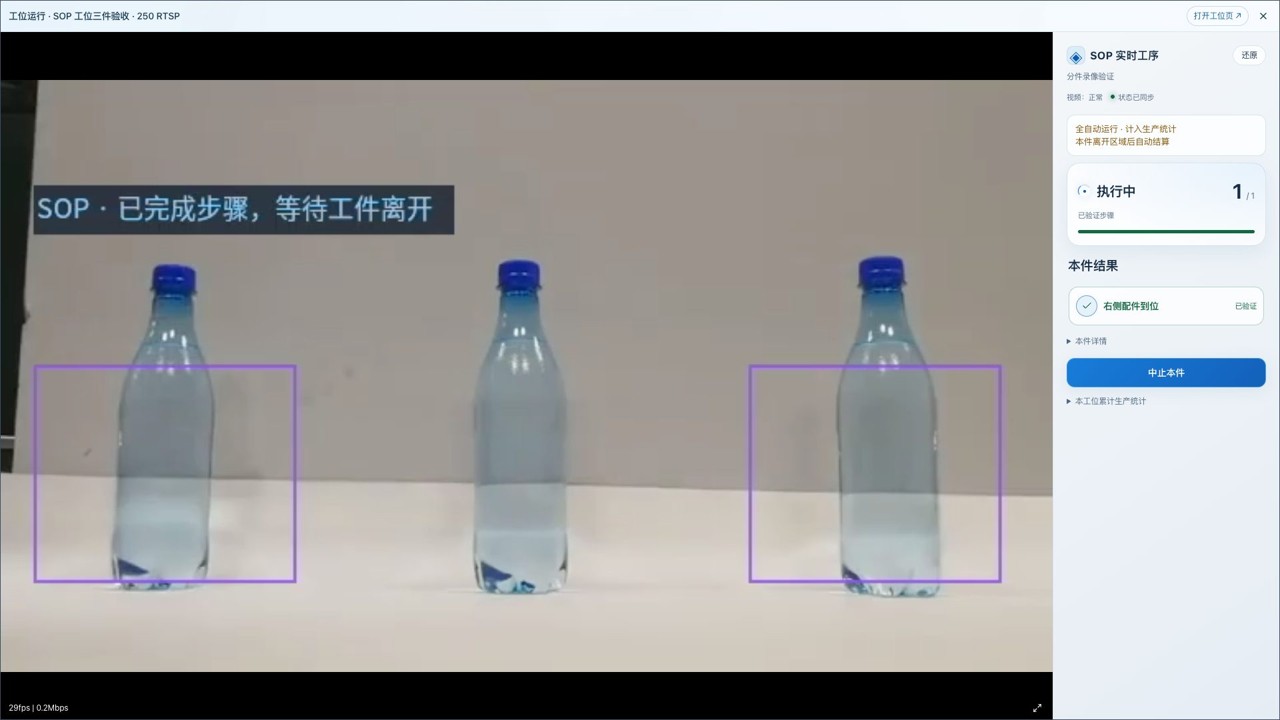 工位运行 · SOP 工位三件验收 · 250 RTSP
打开工位页 ↗
SOP 实时工序
还原
分件录像验证
视频：正常 状态已同步
全自动运行 · 计入生产统计
本件离开区域后自动结算
执行中
1 / 1
已验证步骤
本件结果
右侧配件到位
已验证
本件详情
中止本件
本工位累计生产统计
SOP · 已完成步骤，等待工件离开
29fps | 0.2Mbps